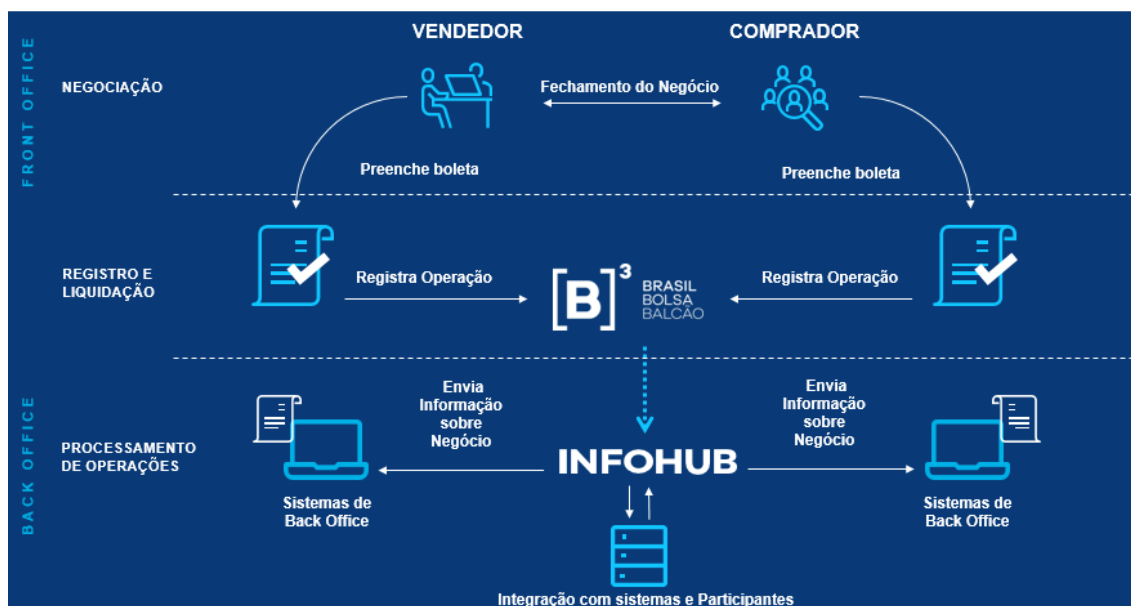 VENDEDOR
COMPRADOR
FRONT OFFICE
NEGOCIAÇÃO
Fechamento do Negócio
Preenche boleta
Preenche boleta
REGISTRO E
LIQUIDAÇÃO
Registra Operação
[B]³
BRASIL
BOLSA
BALCÃO
Registra Operação
BACK OFFICE
PROCESSAMENTO
DE OPERAÇÕES
Envia
Informação
sobre
Negócio
Envia
Informação
sobre
Negócio
INFOHUB
Sistemas de
Back Office
Sistemas de
Back Office
Integração com sistemas e Participantes